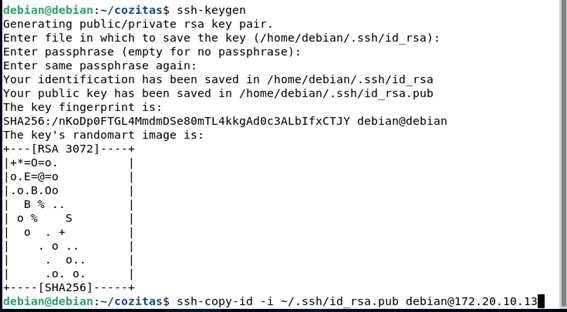 debian@debian:~/cozitas$ ssh-keygen
Generating public/private rsa key pair.
Enter file in which to save the key (/home/debian/.ssh/id_rsa):
Enter passphrase (empty for no passphrase):
Enter same passphrase again:
Your identification has been saved in /home/debian/.ssh/id_rsa
Your public key has been saved in /home/debian/.ssh/id_rsa.pub
The key fingerprint is:
SHA256:/nKoDp0FTGL4MmdmDSe80mTL4kkgAd0c3ALbIfxCTJY debian@debian
The key's randomart image is:
+---[RSA 3072]----+
|+*=O=o.          |
|o.E=@=o          |
|.o.B.Oo          |
|  B % ..         |
| o %    S        |
|  o  . +         |
|    . o ..       |
|     .  o..      |
|     .o. o.      |
+----[SHA256]-----+
debian@debian:~/cozitas$ ssh-copy-id -i ~/.ssh/id_rsa.pub debian@172.20.10.13